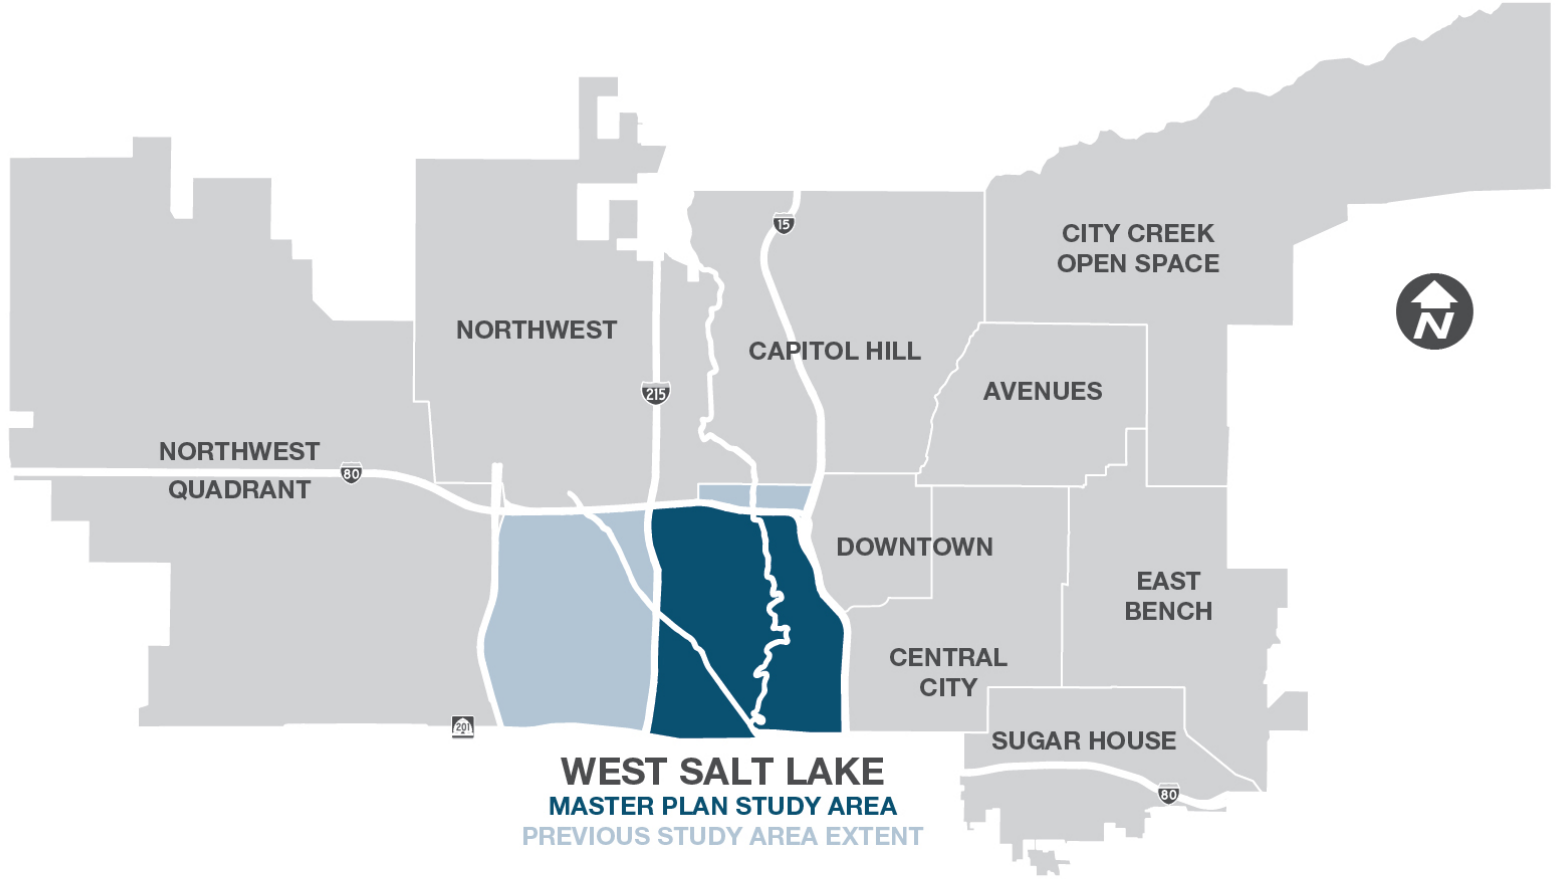 15
CITY CREEK
OPEN SPACE
N
NORTHWEST
CAPITOL HILL
215
AVENUES
NORTHWEST
QUADRANT
80
DOWNTOWN
EAST
BENCH
CENTRAL
CITY
201
SUGAR HOUSE
80
WEST SALT LAKE
MASTER PLAN STUDY AREA
PREVIOUS STUDY AREA EXTENT